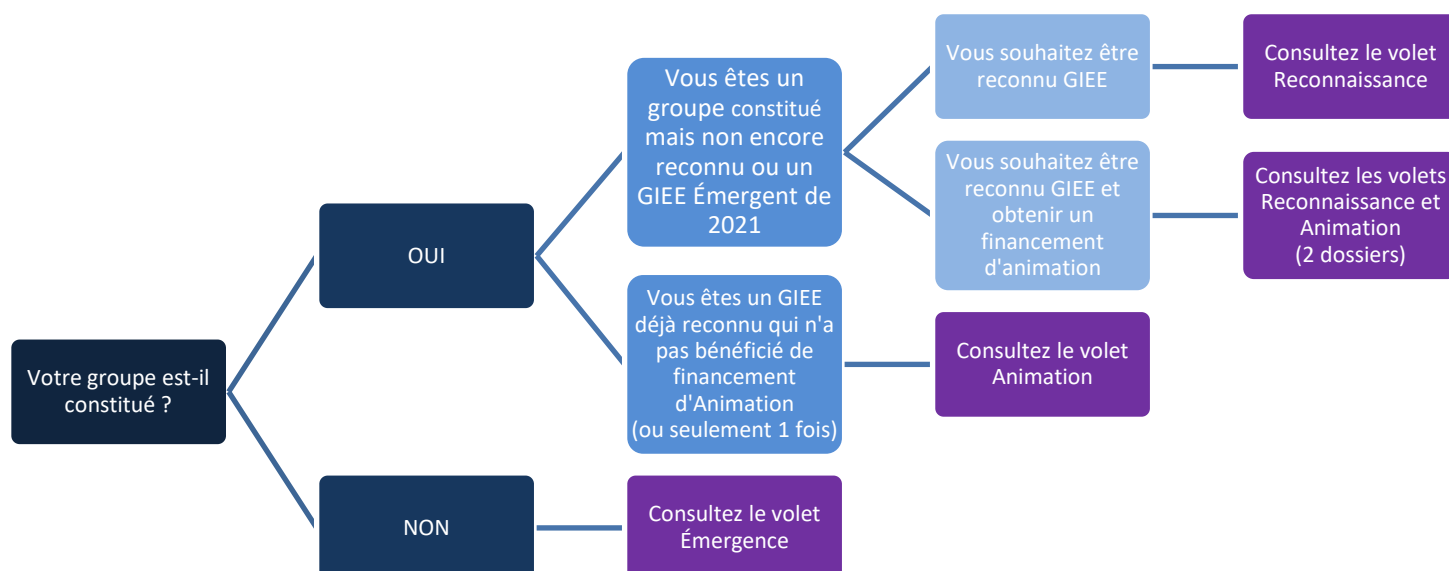 Votre groupe est-il
constitué ?
OUI
Vous êtes un
groupe constitué
mais non encore
reconnu ou un
GIEE Émergent de
2021
Vous souhaitez être
reconnu GIEE
Consultez le volet
Reconnaissance
Vous souhaitez être
reconnu GIEE et
obtenir un
financement
d'animation
Consultez les volets
Reconnaissance et
Animation
(2 dossiers)
Vous êtes un GIEE
déjà reconnu qui n'a
pas bénéficié de
financement
d'Animation
(ou seulement 1 fois)
Consultez le volet
Animation
NON
Consultez le volet
Émergence